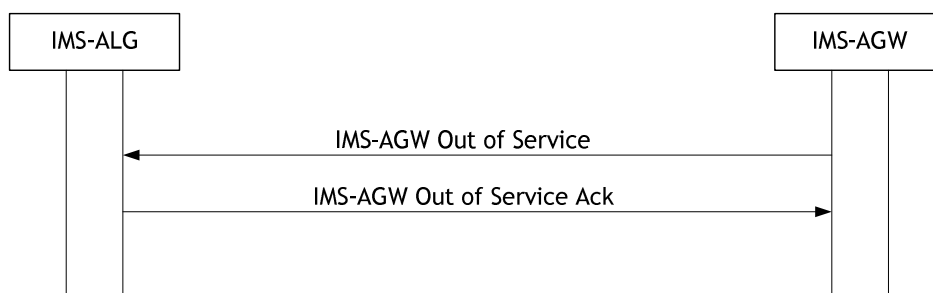 IMS-ALG
IMS-AGW
IMS-AGW Out of Service
IMS-AGW Out of Service Ack